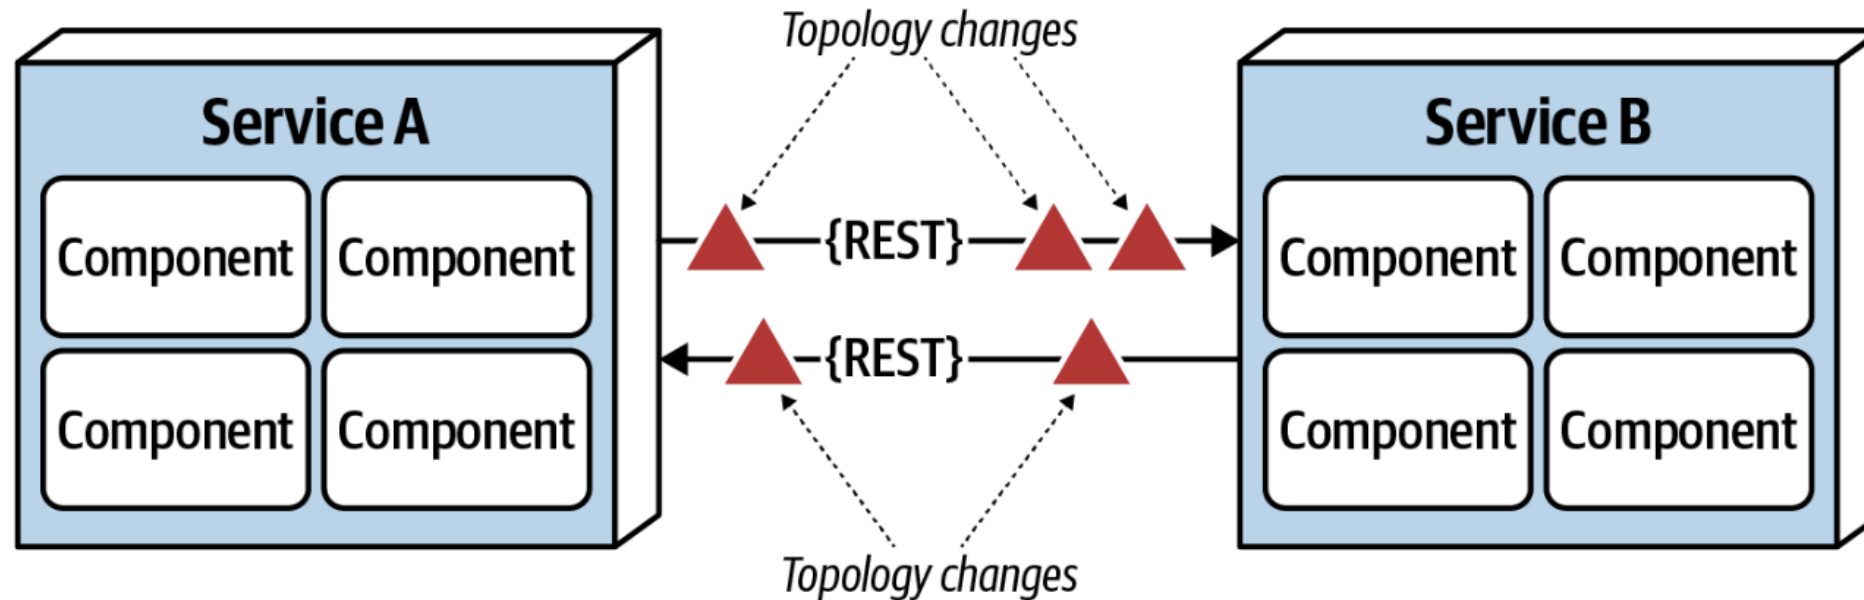 Topology changes
Service A
Service B
{REST}
Component Component
Component Component
{REST}
Component Component
Component Component
Topology changes